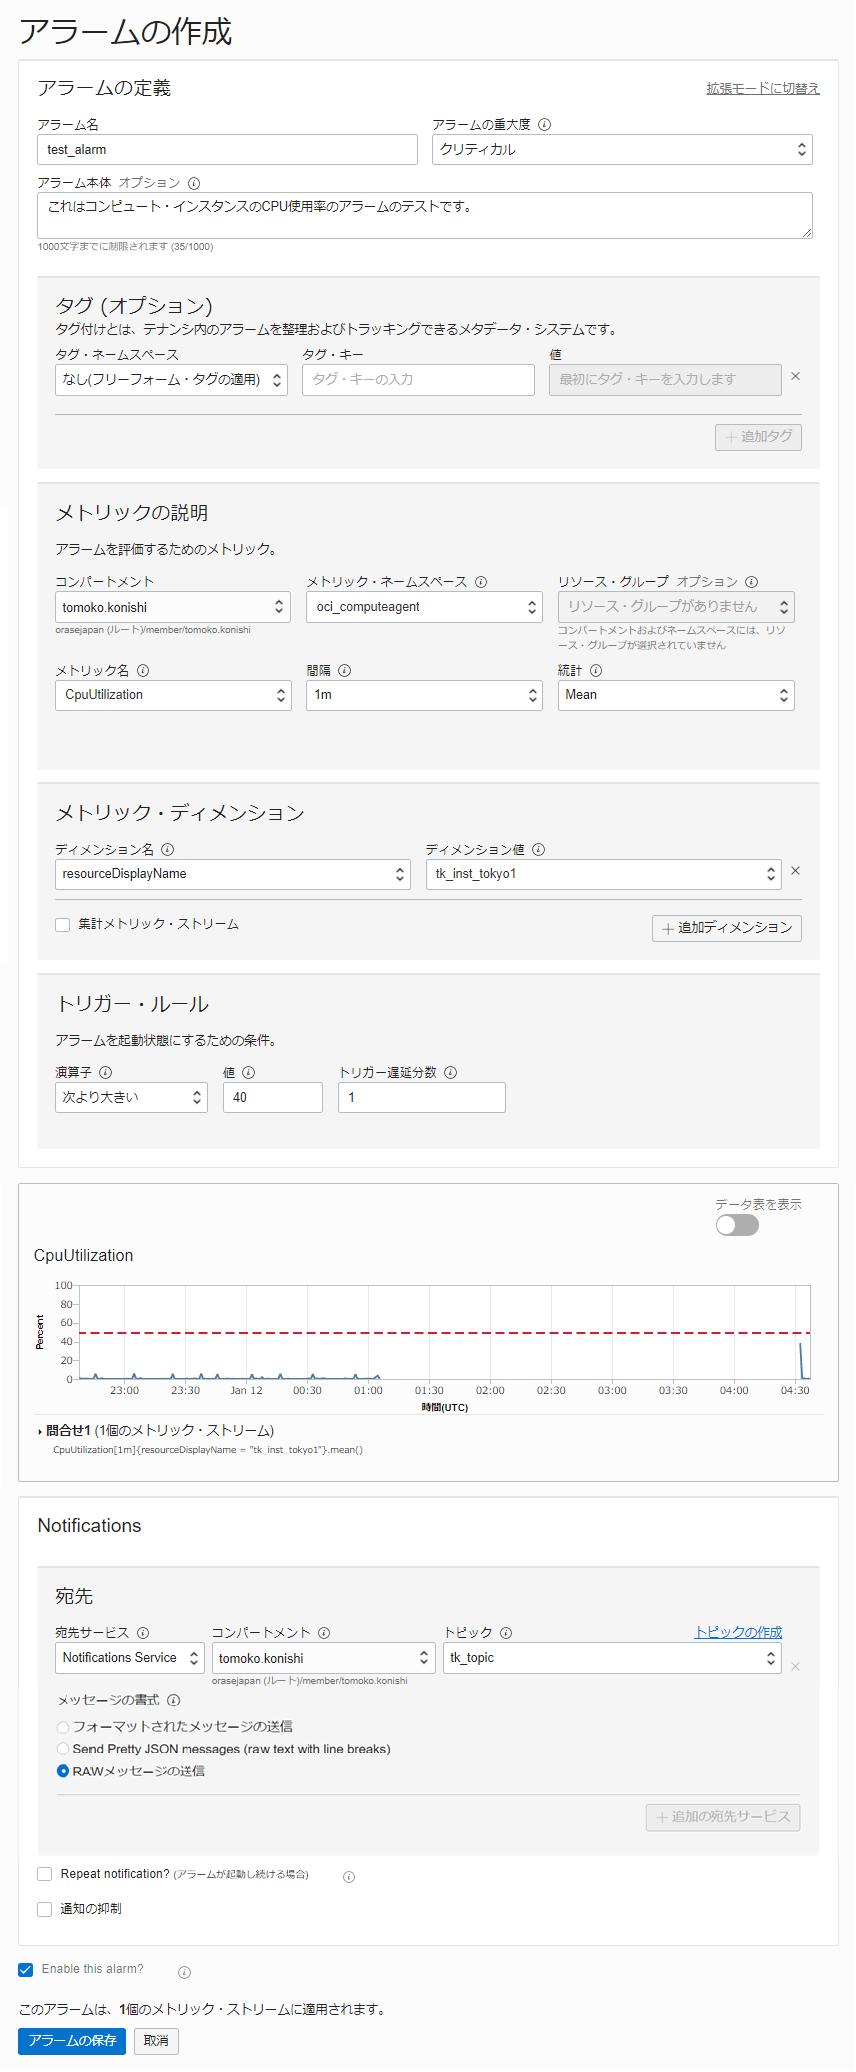 アラームの作成
アラームの定義
拡張モードに切替え
アラーム名
アラームの重大度
test_alarm
クリティカル
アラーム本体 オプション
これはコンピュート・インスタンスのCPU使用率のアラームのテストです。
1000文字までに制限されます (35/1000)
タグ (オプション)
タグ付けとは、テナンシ内のアラームを整理およびトラッキングできるメタデータ・システムです。
タグ・ネームスペース
タグ・キー
値
なし(フリーフォーム・タグの適用)
タグ・キーの入力
最初にタグ・キーを入力します
×
+ 追加タグ
メトリックの説明
アラームを評価するためのメトリック。
コンパートメント
メトリック・ネームスペース
リソース・グループ オプション
tomoko.konishi
oci_computeagent
リソース・グループがありません
orasejapan (ルート)/member/tomoko.konishi
コンパートメントおよびネームスペースには、リソ
ース・グループが選択されていません
メトリック名
間隔
統計
CpuUtilization
1m
Mean
メトリック・ディメンション
ディメンション名
ディメンション値
resourceDisplayName
tk_inst_tokyo1
×
集計メトリック・ストリーム
+ 追加ディメンション
トリガー・ルール
アラームを起動状態にするための条件。
演算子
値
トリガー遅延分数
次より大きい
40
1
データ表を表示
CpuUtilization
Percent
100
80
60
40
20
0
23:00
23:30
Jan 12
00:30
01:00
01:30
02:00
02:30
03:00
03:30
04:00
04:30
時間(UTC)
問合せ1 (1個のメトリック・ストリーム)
CpuUtilization[1m]{resourceDisplayName = "tk_inst_tokyo1"}.mean()
Notifications
宛先
宛先サービス
コンパートメント
トピック
トピックの作成
Notifications Service
tomoko.konishi
tk_topic
×
orasejapan (ルート)/member/tomoko.konishi
メッセージの書式
フォーマットされたメッセージの送信
Send Pretty JSON messages (raw text with line breaks)
RAWメッセージの送信
+ 追加の宛先サービス
Repeat notification? (アラームが起動し続ける場合)
通知の抑制
Enable this alarm?
このアラームは、1個のメトリック・ストリームに適用されます。
アラームの保存
取消